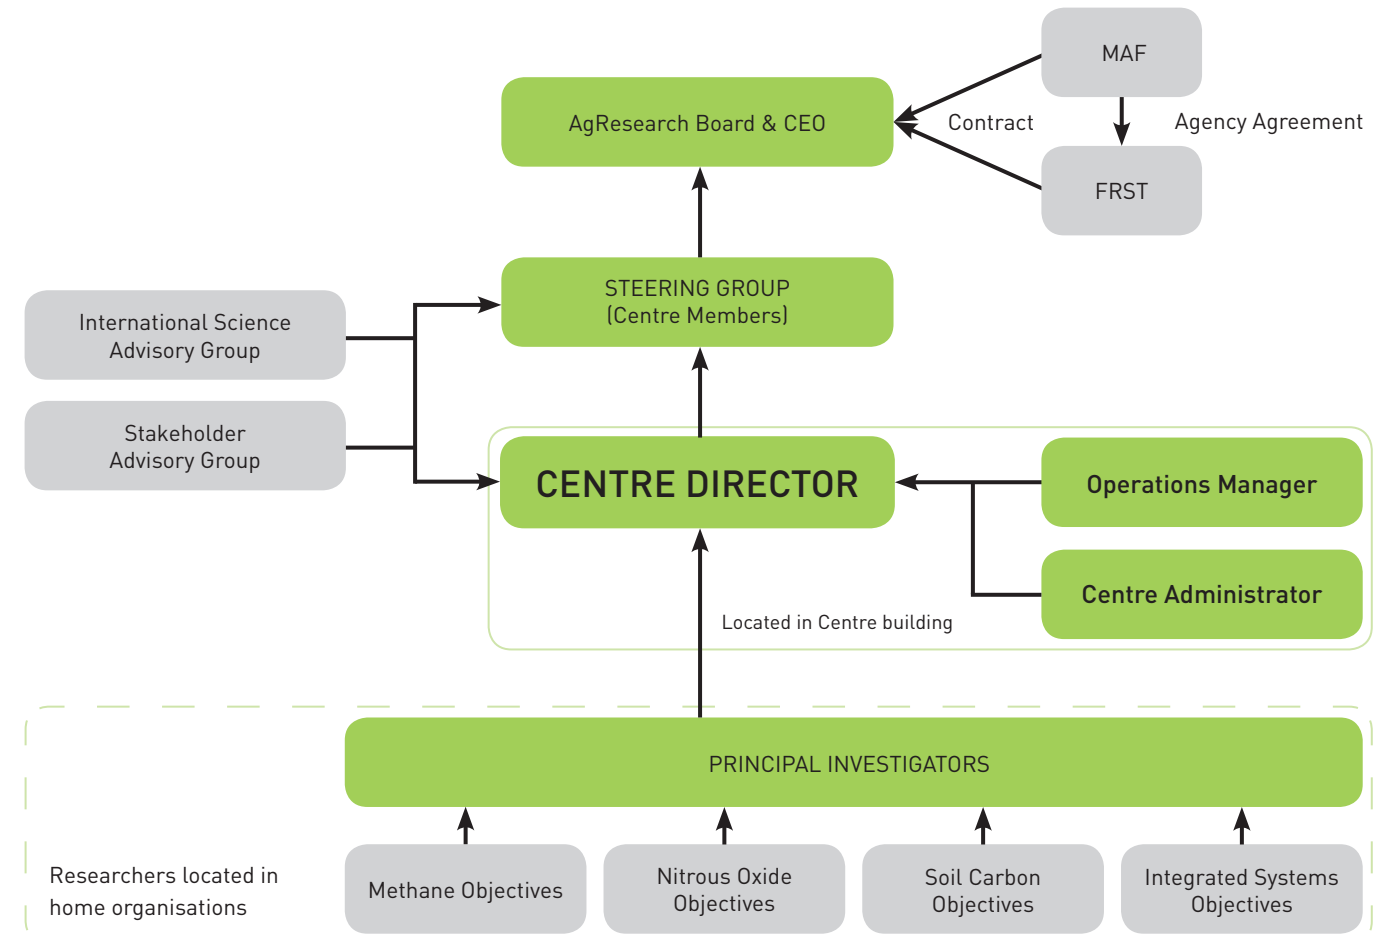 MAF
AgResearch Board & CEO
Contract
Agency Agreement
FRST
STEERING GROUP
(Centre Members)
International Science
Advisory Group
Stakeholder
Advisory Group
CENTRE DIRECTOR
Operations Manager
Centre Administrator
Located in Centre building
PRINCIPAL INVESTIGATORS
Researchers located in
home organisations
Methane Objectives
Nitrous Oxide
Objectives
Soil Carbon
Objectives
Integrated Systems
Objectives